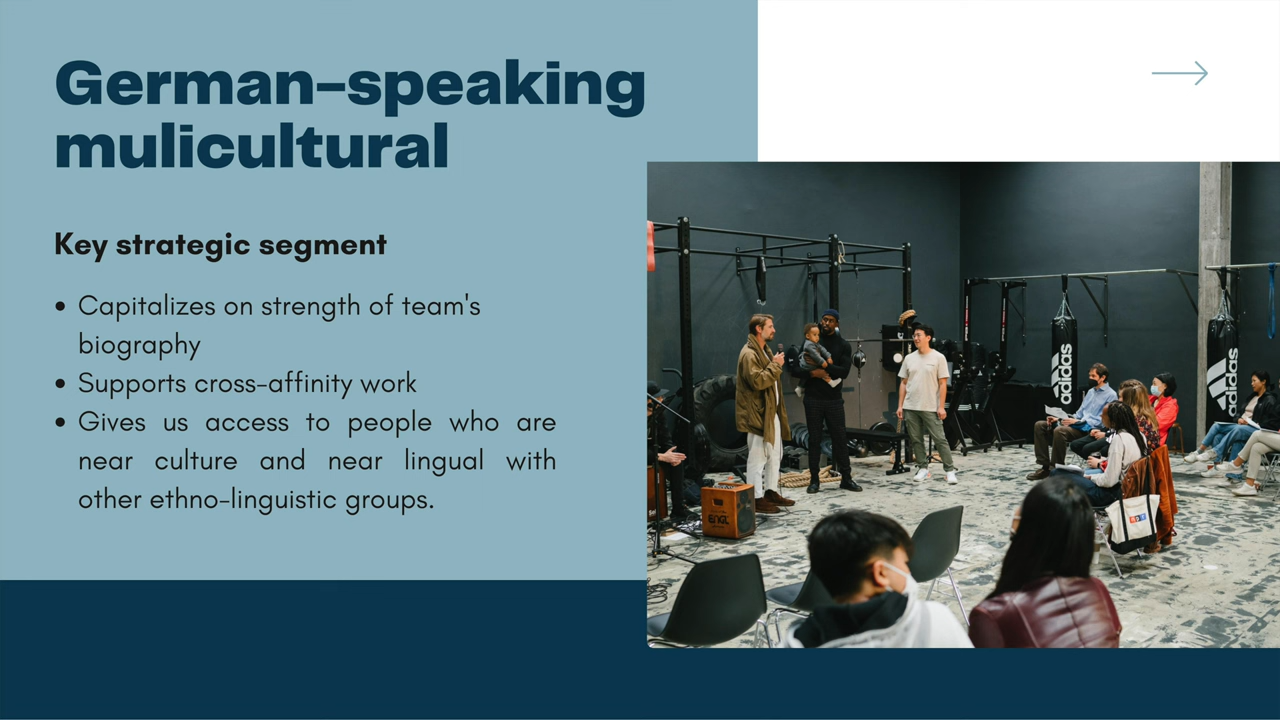 German-speaking
mulicultural
Key strategic segment
• Capitalizes on strength of team's
biography
• Supports cross-affinity work
• Gives us access to people who are
near culture and near lingual with
other ethno-linguistic groups.
adidas
adidas
ENGL